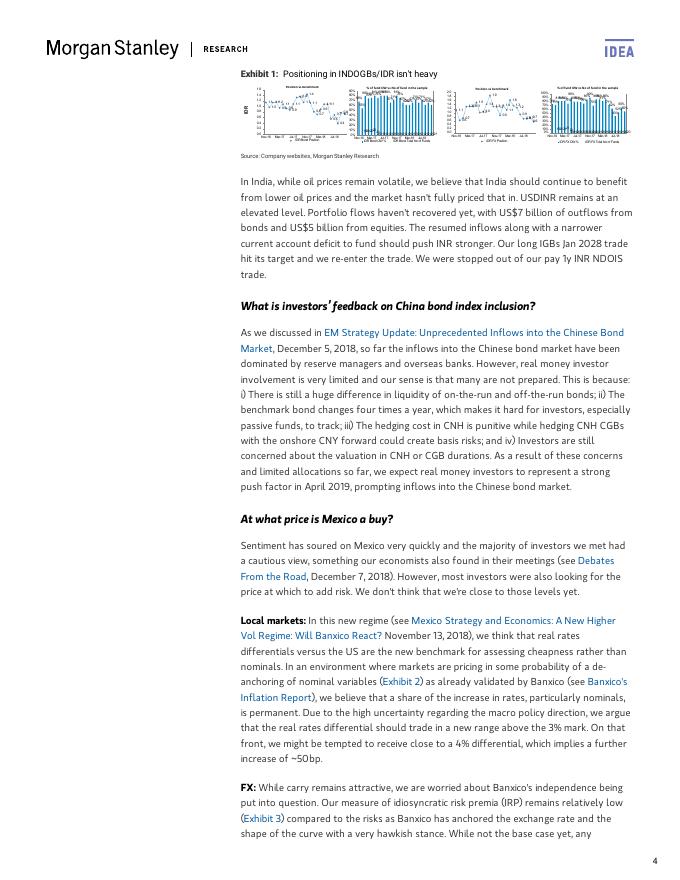 Morgan Stanley | RESEARCH
IDEA
Exhibit 1: Positioning in INDOGBs/IDR isn't heavy
IDR
Source: Company websites, Morgan Stanley Research
In India, while oil prices remain volatile, we believe that India should continue to benefit
from lower oil prices and the market hasn't fully priced that in. USDINR remains at an
elevated level. Portfolio flows haven't recovered yet, with US$7 billion of outflows from
bonds and US$5 billion from equities. The resumed inflows along with a narrower
current account deficit to fund should push INR stronger. Our long IGBs Jan 2028 trade
hit its target and we re-enter the trade. We were stopped out of our pay 1y INR NDOIS
trade.
What is investors' feedback on China bond index inclusion?
As we discussed in EM Strategy Update: Unprecedented Inflows into the Chinese Bond
Market, December 5, 2018, so far the inflows into the Chinese bond market have been
dominated by reserve managers and overseas banks. However, real money investor
involvement is very limited and our sense is that many are not prepared. This is because:
i) There is still a huge difference in liquidity of on-the-run and off-the-run bonds; ii) The
benchmark bond changes four times a year, which makes it hard for investors, especially
passive funds, to track; iii) The hedging cost in CNH is punitive while hedging CNH CGBs
with the onshore CNY forward could create basis risks; and iv) Investors are still
concerned about the valuation in CNH or CGB durations. As a result of these concerns
and limited allocations so far, we expect real money investors to represent a strong
push factor in April 2019, prompting inflows into the Chinese bond market.
At what price is Mexico a buy?
Sentiment has soured on Mexico very quickly and the majority of investors we met had
a cautious view, something our economists also found in their meetings (see Debates
From the Road, December 7, 2018). However, most investors were also looking for the
price at which to add risk. We don't think that we're close to those levels yet.
Local markets: In this new regime (see Mexico Strategy and Economics: A New Higher
Vol Regime: Will Banxico React? November 13, 2018), we think that real rates
differentials versus the US are the new benchmark for assessing cheapness rather than
nominals. In an environment where markets are pricing in some probability of a de-
anchoring of nominal variables (Exhibit 2) as already validated by Banxico (see Banxico's
Inflation Report), we believe that a share of the increase in rates, particularly nominals,
is permanent. Due to the high uncertainty regarding the macro policy direction, we argue
that the real rates differential should trade in a new range above the 3% mark. On that
front, we might be tempted to receive close to a 4% differential, which implies a further
increase of ~50bp.
FX: While carry remains attractive, we are worried about Banxico's independence being
put into question. Our measure of idiosyncratic risk premia (IRP) remains relatively low
(Exhibit 3) compared to the risks as Banxico has anchored the exchange rate and the
shape of the curve with a very hawkish stance. While not the base case yet, any
4